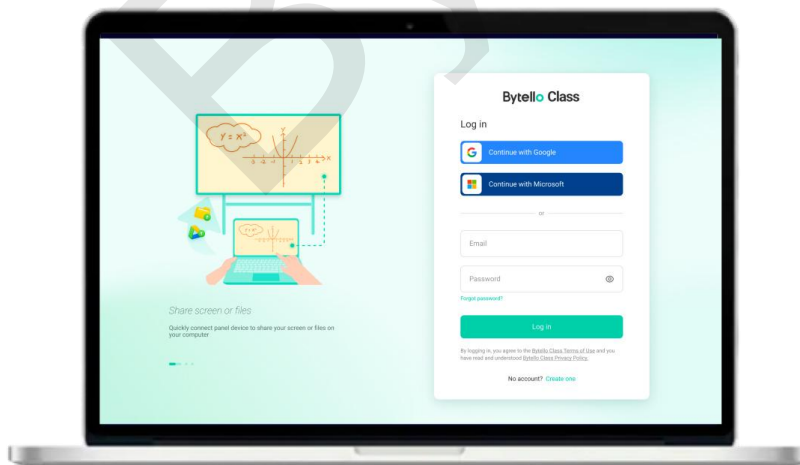 y = x²
Y
X
Share screen or files
Quickly connect panel device to share your screen or files on
your computer
Bytello Class
Log in
Continue with Google
Continue with Microsoft
or
Email
Password
Forgot password?
Log in
By logging in, you agree to the Bytello Class Terms of Use and you
have read and understood Bytello Class Privacy Policy.
No account? Create one